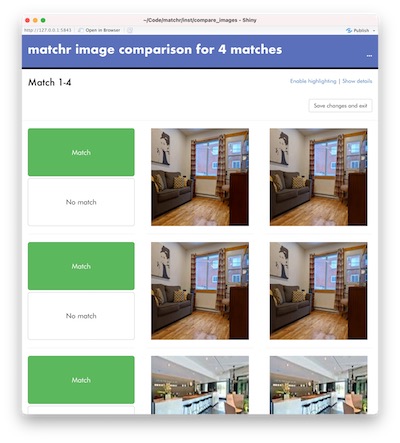 ~/Code/matchr/inst/compare_images - Shiny
http://127.0.0.1:5843 Open in Browser Publish
matchr image comparison for 4 matches
...
Match 1-4
Enable highlighting | Show details
Save changes and exit
Match
No match
Match
No match
Match